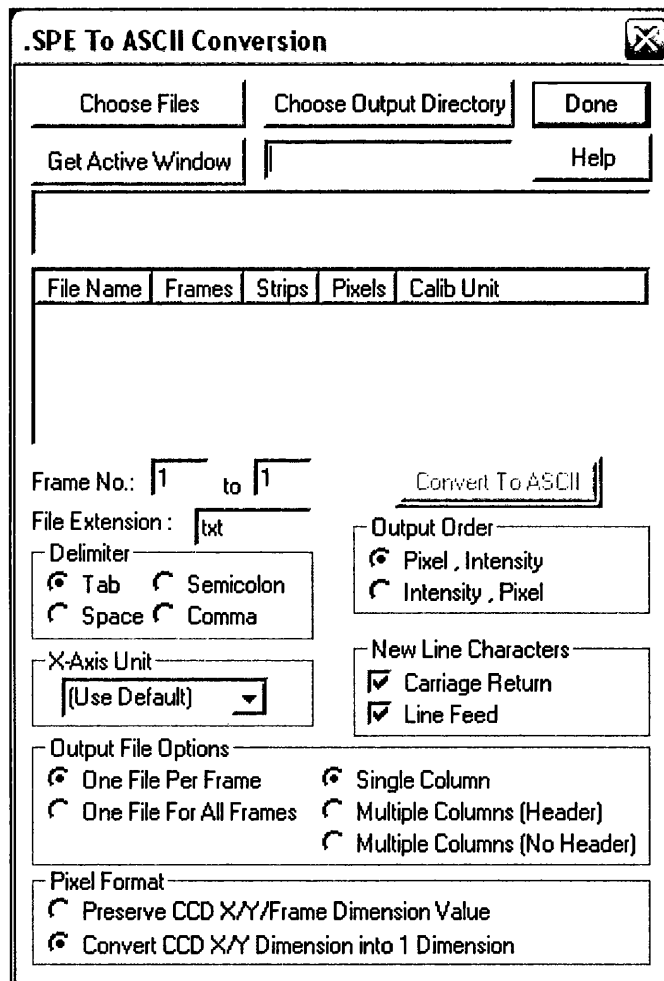 .SPE To ASCII Conversion
Choose Files Choose Output Directory Done
Get Active Window Help
File Name Frames Strips Pixels Calib Unit
Frame No.: 1 to 1 Convert To ASCII
File Extension : txt
Delimiter
Tab Semicolon
Space Comma
Output Order
Pixel , Intensity
Intensity , Pixel
X-Axis Unit
(Use Default)
New Line Characters
Carriage Return
Line Feed
Output File Options
One File Per Frame Single Column
One File For All Frames Multiple Columns (Header)
Multiple Columns (No Header)
Pixel Format
Preserve CCD X/Y/Frame Dimension Value
Convert CCD X/Y Dimension into 1 Dimension